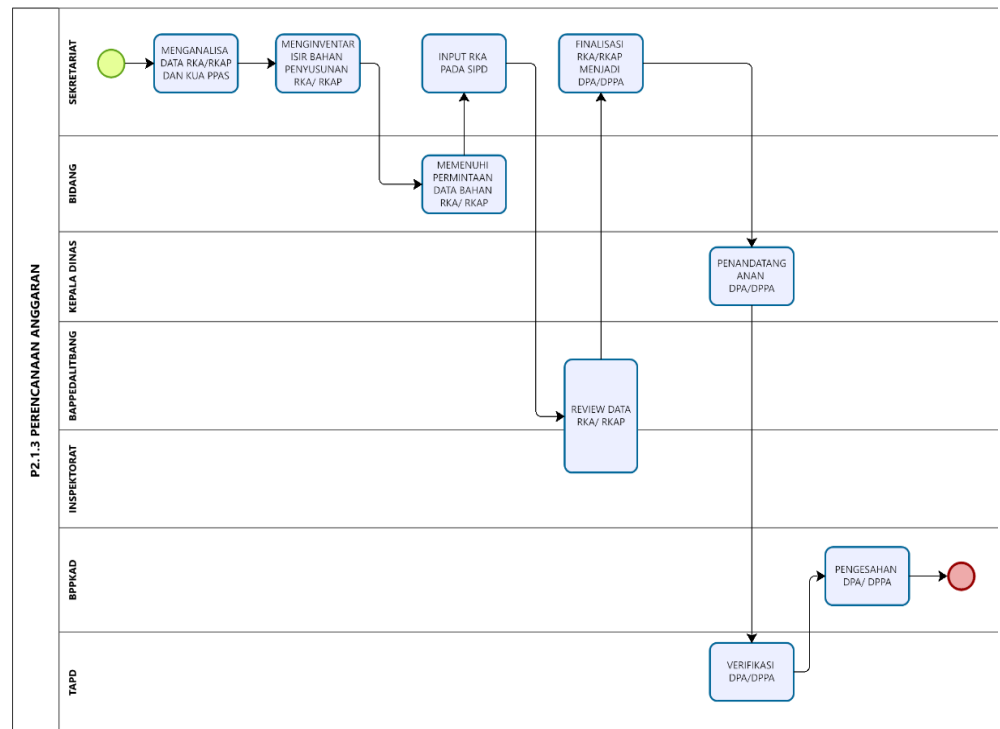 P2.1.3 PERENCANAAN ANGGARAN
SEKRETARIAT
MENGANALISA
DATA RKA/RKAP
DAN KUA PPAS
MENGINVENTAR
ISIR BAHAN
PENYUSUNAN
RKA/ RKAP
INPUT RKA
PADA SIPD
FINALISASI
RKA/RKAP
MENJADI
DPA/DPPA
BIDANG
MEMENUHI
PERMINTAAN
DATA BAHAN
RKA/ RKAP
KEPALA DINAS
PENANDATANG
ANAN
DPA/DPPA
BAPPEDALITBANG
REVIEW DATA
RKA/ RKAP
INSPEKTORAT
BPPKAD
PENGESAHAN
DPA/ DPPA
TAPD
VERIFIKASI
DPA/DPPA